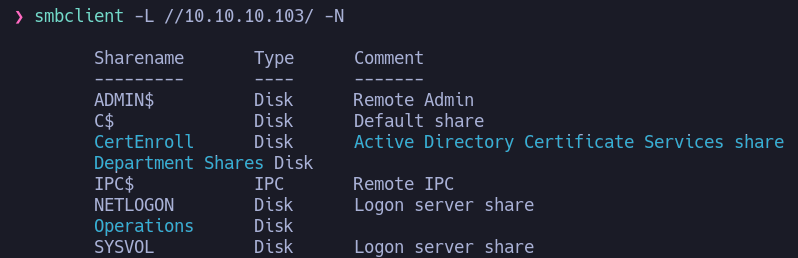 ❯ smbclient -L //10.10.10.103/ -N
Sharename Type Comment
--------- ---- -------
ADMIN$ Disk Remote Admin
C$ Disk Default share
CertEnroll Disk Active Directory Certificate Services share
Department Shares Disk
IPC$ IPC Remote IPC
NETLOGON Disk Logon server share
Operations Disk
SYSVOL Disk Logon server share